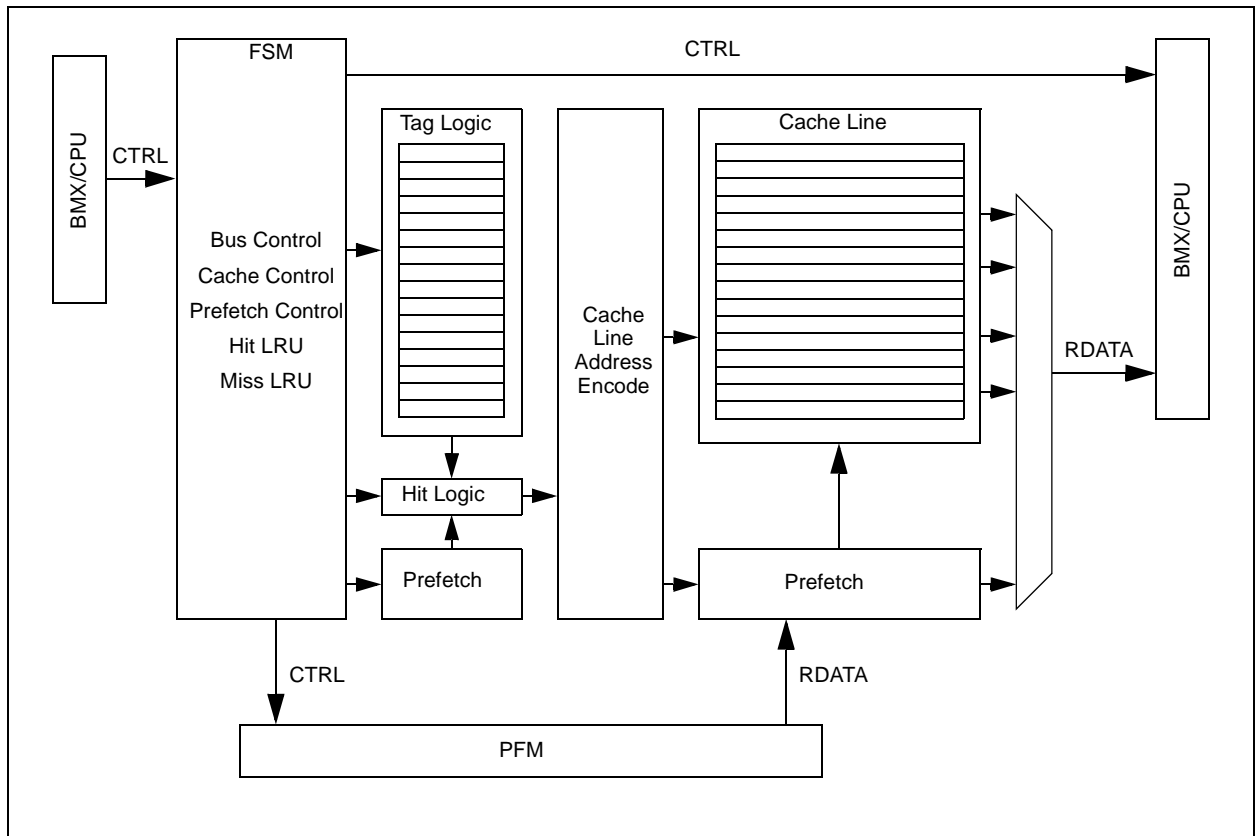 FSM
CTRL
BMX/CPU
CTRL
Tag Logic
Cache Line
BMX/CPU
Bus Control
Cache Control
Prefetch Control
Hit LRU
Miss LRU
Cache
Line
Address
Encode
RDATA
Hit Logic
Prefetch
Prefetch
CTRL
RDATA
PFM